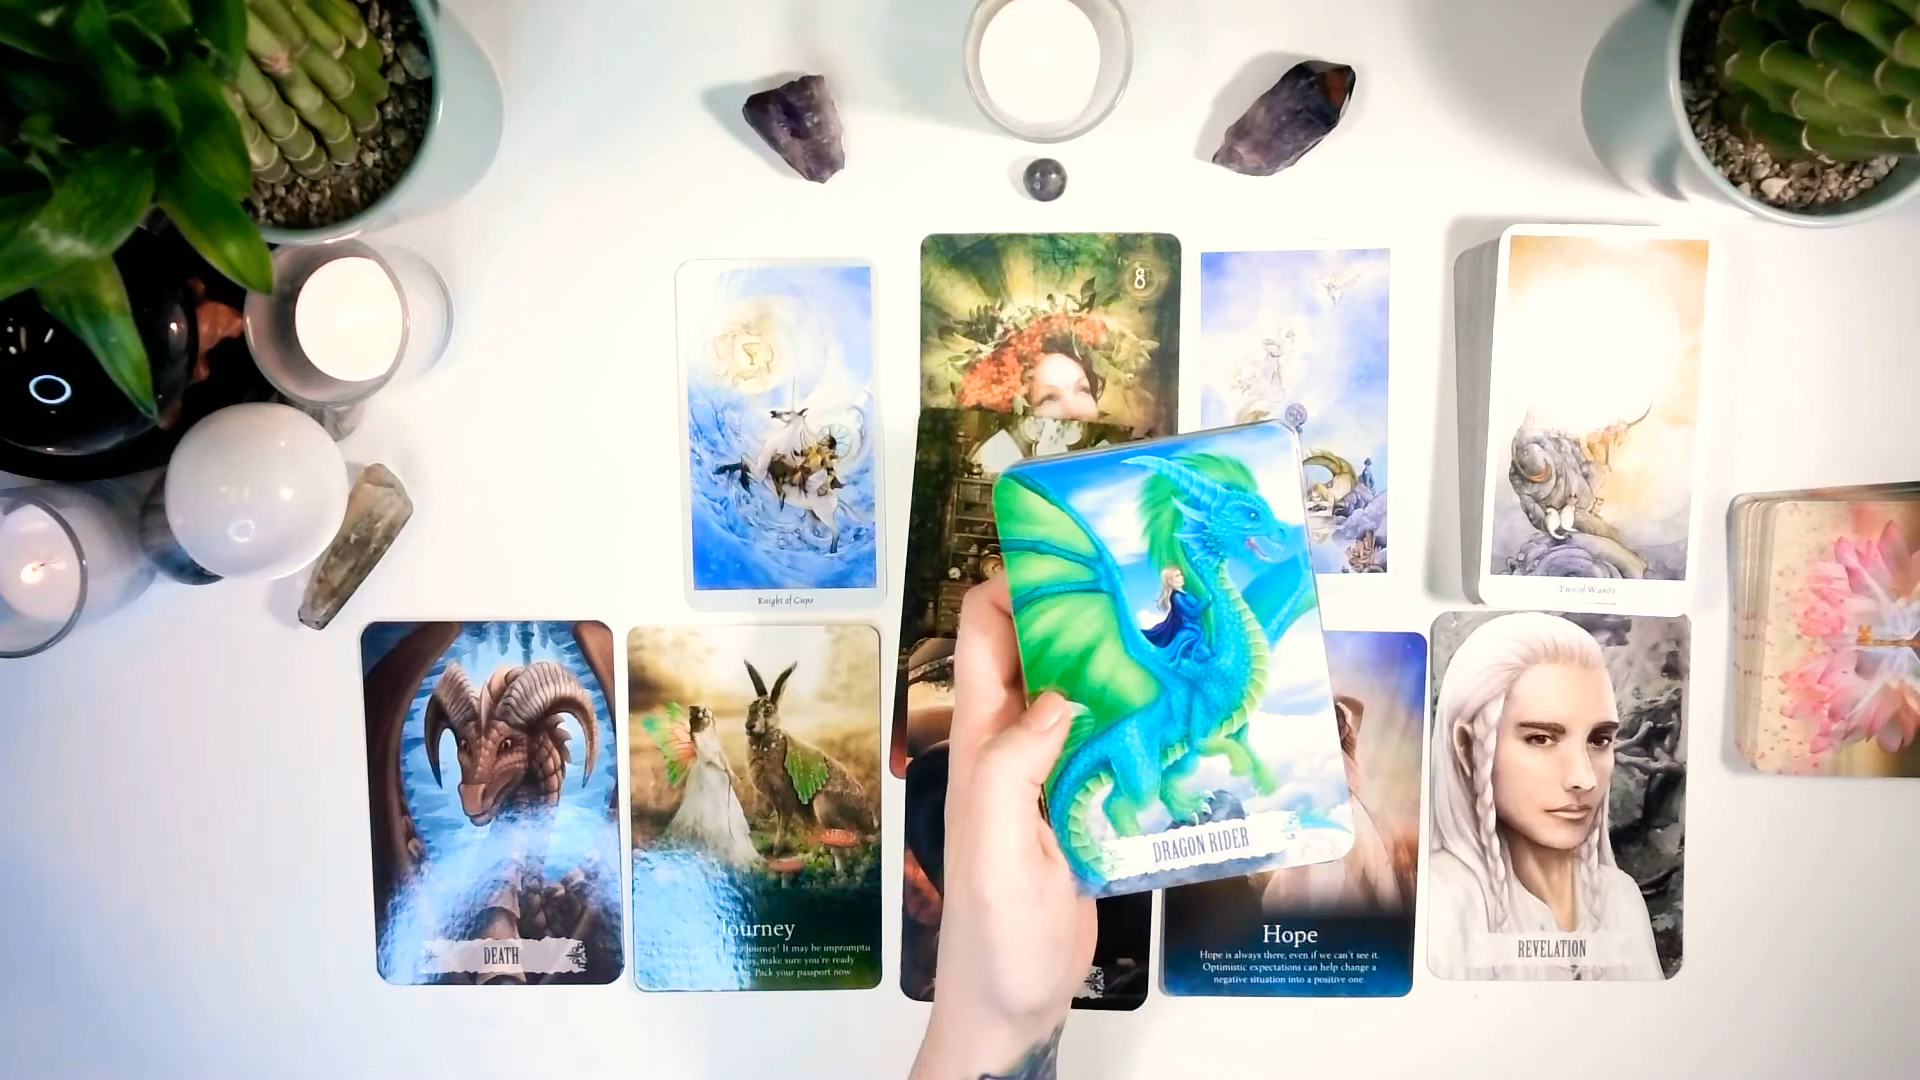 8
Knight of Cups
Two of Wands
DRAGON RIDER
DEATH
Journey
Journey! It may be impromptu
make sure you're ready
Pack your passport now
Hope
Hope is always there, even if we can't see it.
Optimistic expectations can help change a
negative situation into a positive one.
REVELATION